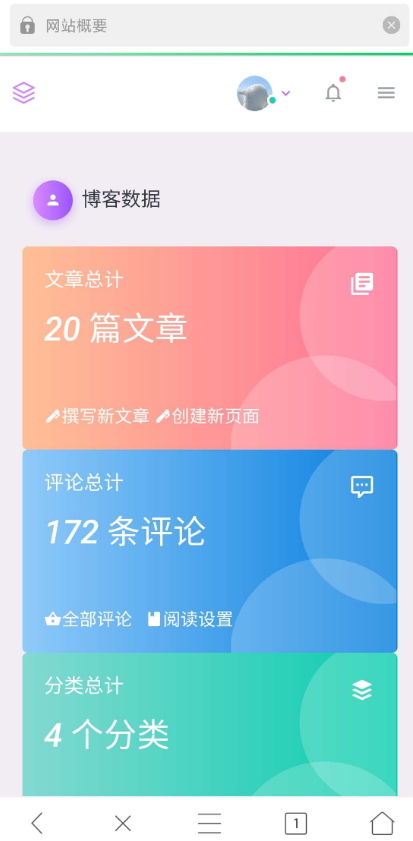 网站概要
博客数据
文章总计
20 篇文章
撰写新文章 创建新页面
评论总计
172 条评论
全部评论 阅读设置
分类总计
4 个分类
1